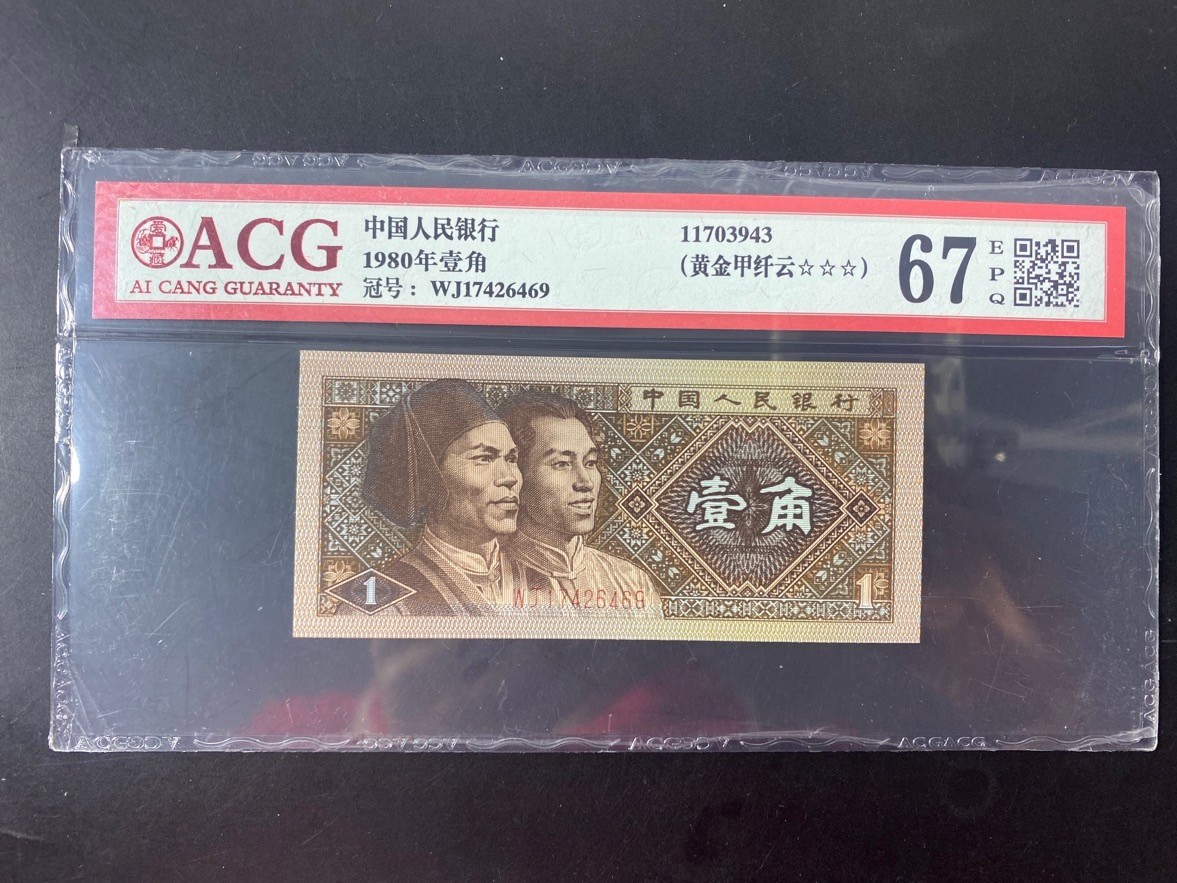 ACG
AI CANG GUARANTY
中国人民银行
1980年壹角
冠号： WJ17426469
11703943
(黄金甲纤云☆☆☆)
67
EPQ
中国人民银行
壹角
1
WJ17426469
1
ACGACG